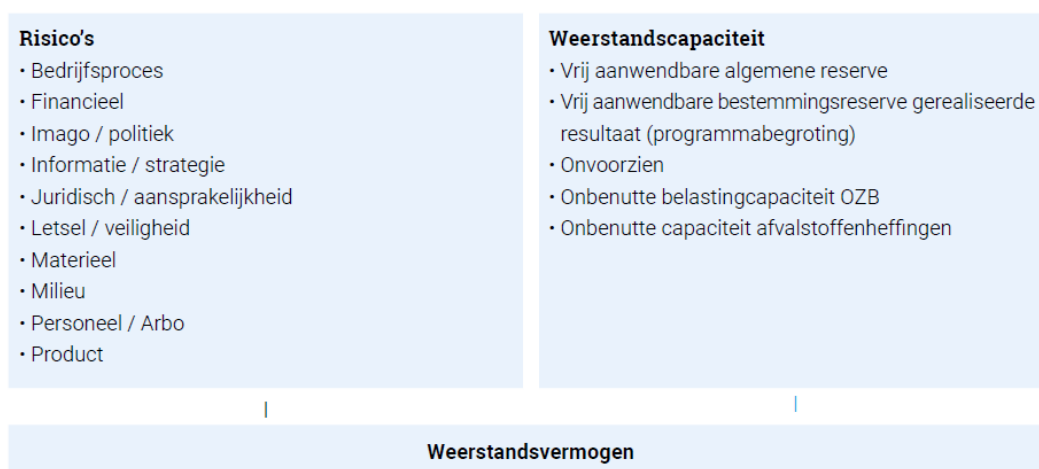 Risico's
• Bedrijfsproces
• Financieel
• Imago / politiek
• Informatie / strategie
• Juridisch / aansprakelijkheid
• Letsel / veiligheid
• Materieel
• Milieu
• Personeel / Arbo
• Product
Weerstandscapaciteit
• Vrij aanwendbare algemene reserve
• Vrij aanwendbare bestemmingsreserve gerealiseerde
resultaat (programmabegroting)
• Onvoorzien
• Onbenutte belastingcapaciteit OZB
• Onbenutte capaciteit afvalstoffenheffingen
Weerstandsvermogen